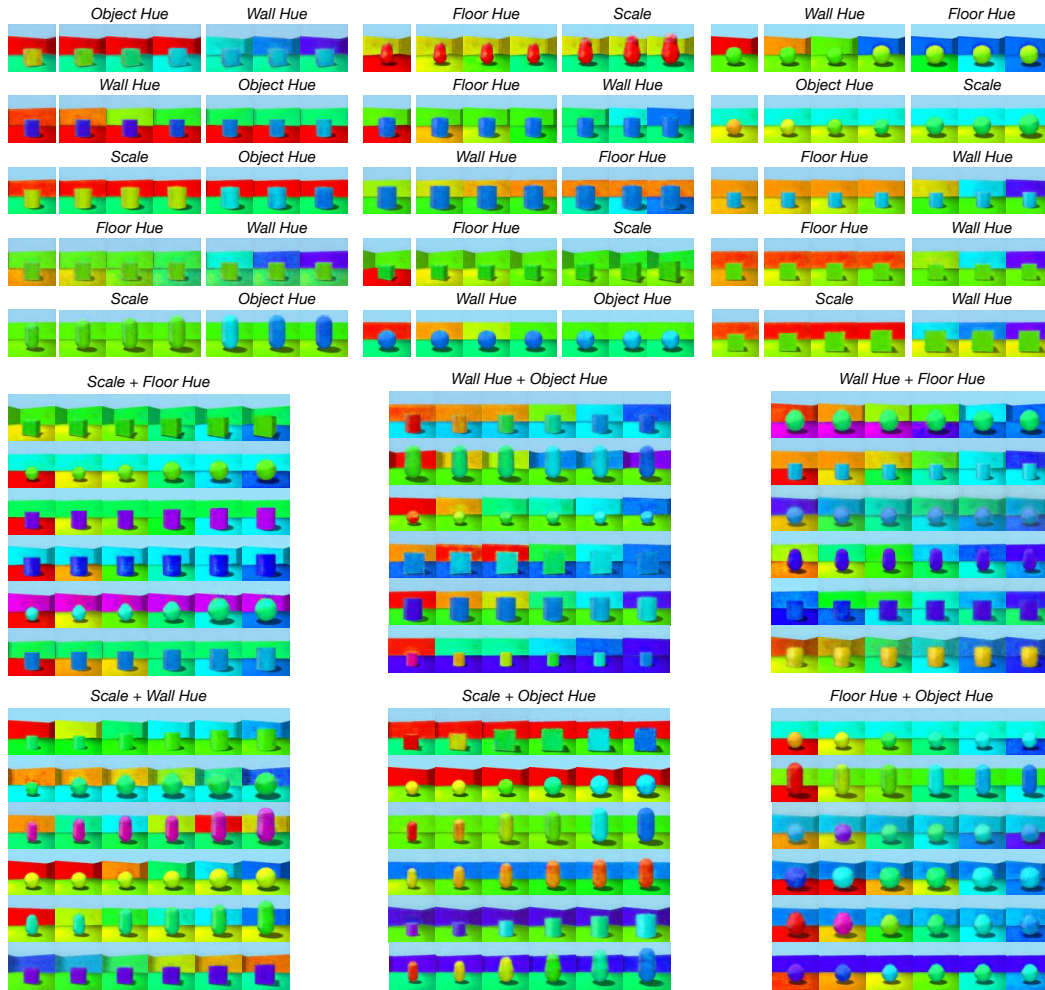 Object Hue Wall Hue Floor Hue Scale Wall Hue Floor Hue
Wall Hue Object Hue Floor Hue Wall Hue Object Hue Scale
Scale Object Hue Wall Hue Floor Hue Floor Hue Wall Hue
Floor Hue Wall Hue Floor Hue Scale Floor Hue Wall Hue
Scale Object Hue Wall Hue Object Hue Scale Wall Hue
Scale + Floor Hue Wall Hue + Object Hue Wall Hue + Floor Hue
Scale + Wall Hue Scale + Object Hue Floor Hue + Object Hue